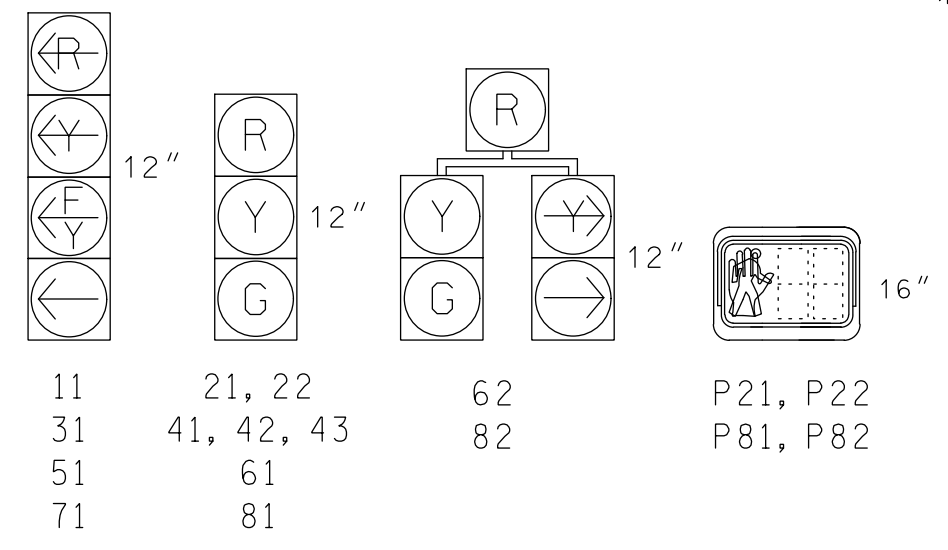 R
Y
F
Y
12"
R
Y
G
12"
R
Y Y
G
12"
16"
11
31
51
71
21, 22
41, 42, 43
61
81
62
82
P21, P22
P81, P82